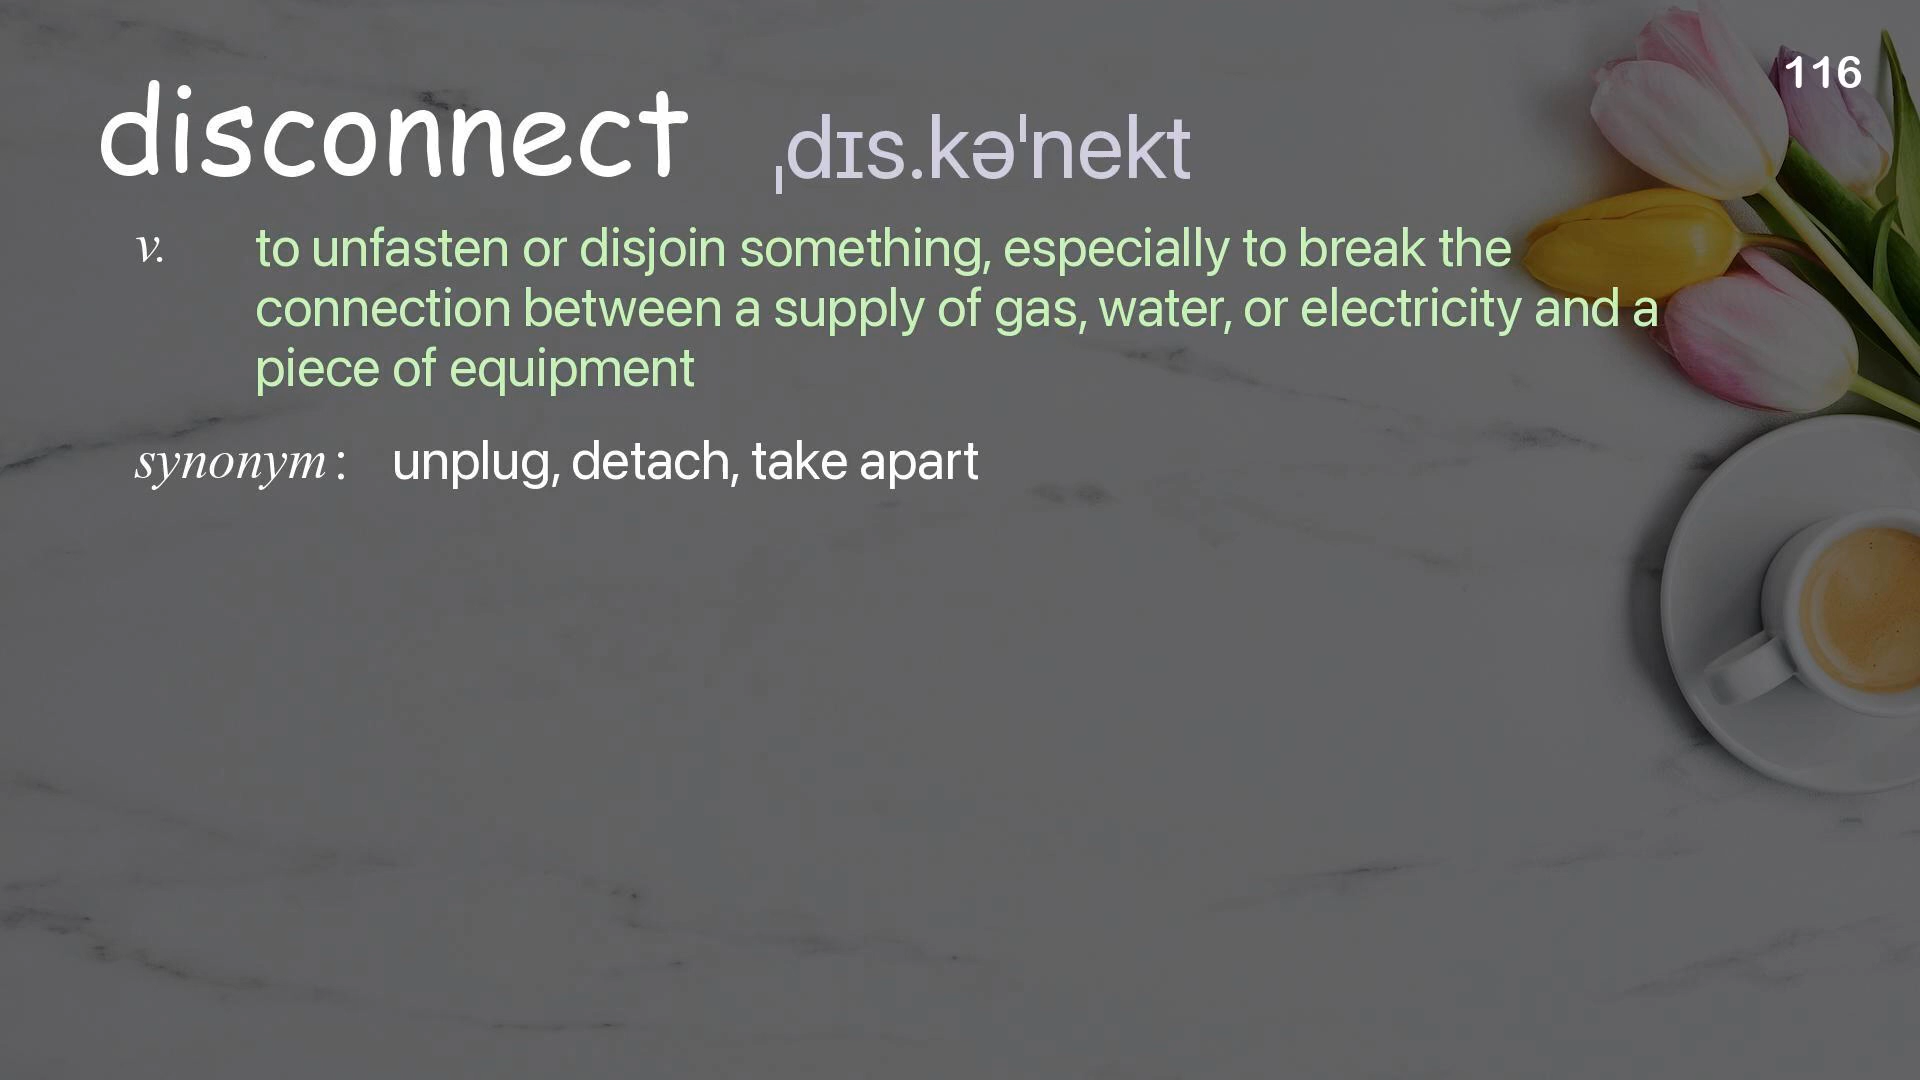 116
disconnect ˌdɪs.kəˈnekt
v. to unfasten or disjoin something, especially to break the
connection between a supply of gas, water, or electricity and a
piece of equipment
synonym : unplug, detach, take apart